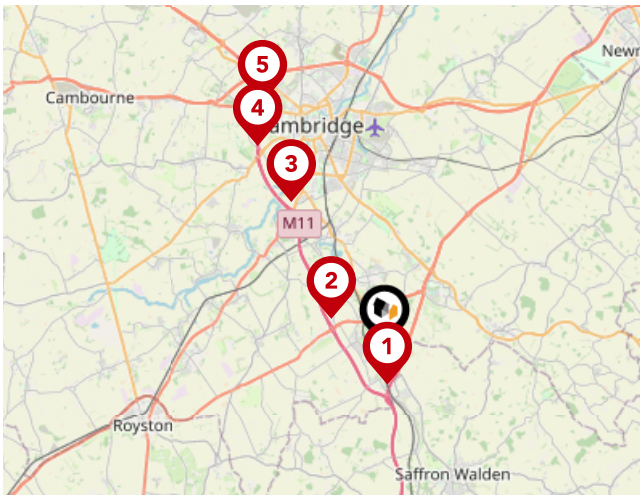 5
Newm
Cambourne
4
ambridge
3
M11
2
1
Royston
Saffron Walden